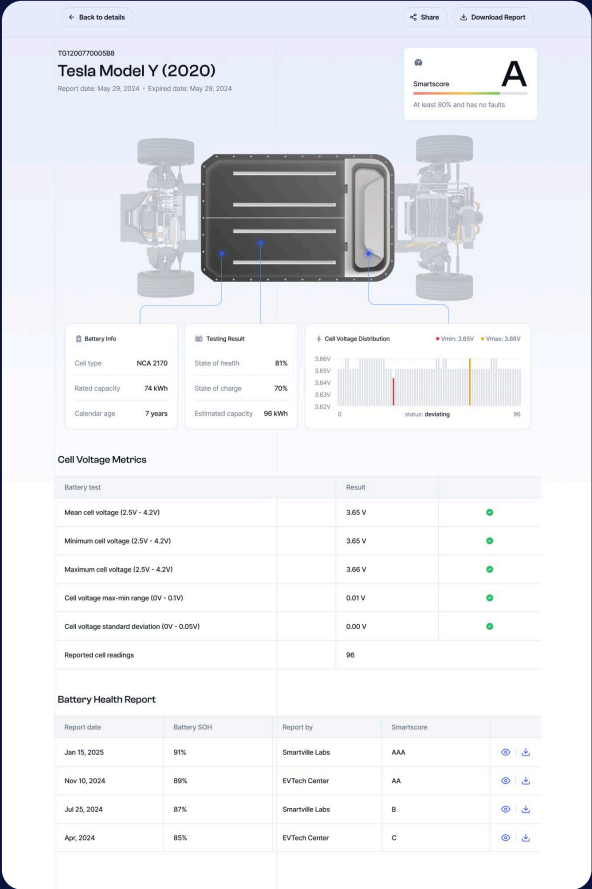 Back to details
Share
Download Report
TG1200770005B8
Tesla Model Y (2020)
Report date: May 29, 2024 • Expired date: May 29, 2024
Smartscore
A
At least 80% and has no faults
Battery Info
Cell type NCA 2170
Rated capacity 74 kWh
Calendar age 7 years
Testing Result
State of health 81%
State of charge 70%
Estimated capacity 96 kWh
Cell Voltage Distribution
Vmin: 3.65V Vmax: 3.66V
3.66V
3.65V
3.64V
3.63V
3.62V
0 status: deviating 96
Cell Voltage Metrics
Battery test Result
Mean cell voltage (2.5V - 4.2V) 3.65 V
Minimum cell voltage (2.5V - 4.2V) 3.65 V
Maximum cell voltage (2.5V - 4.2V) 3.66 V
Cell voltage max-min range (0V - 0.1V) 0.01 V
Cell voltage standard deviation (0V - 0.05V) 0.00 V
Reported cell readings 96
Battery Health Report
Report date Battery SOH Report by Smartscore
Jan 15, 2025 91% Smartville Labs AAA
Nov 10, 2024 89% EVTech Center AA
Jul 25, 2024 87% Smartville Labs B
Apr, 2024 85% EVTech Center C